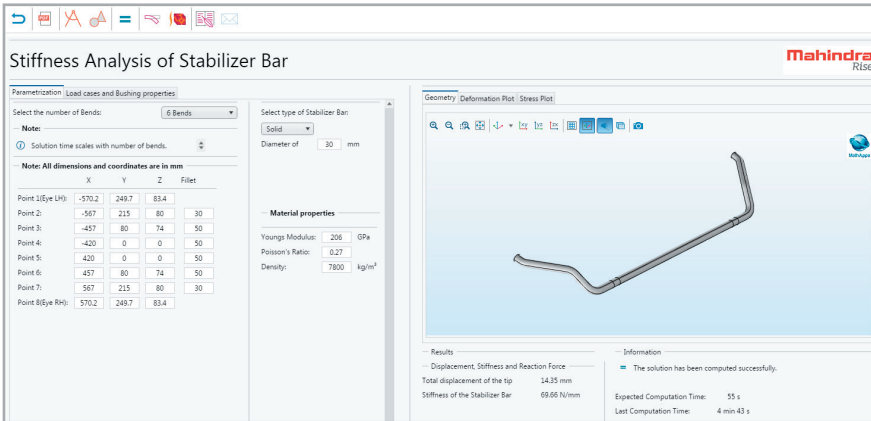 PDF
Stiffness Analysis of Stabilizer Bar
Mahindra
Rise
Parametrization Load cases and Bushing properties
Select the number of Bends: 6 Bends
Note:
Solution time scales with number of bends.
Note: All dimensions and coordinates are in mm
X Y Z Fillet
Point 1(Eye LH): -570.2 249.7 83.4
Point 2: -567 215 80 30
Point 3: -457 80 74 50
Point 4: -420 0 0 50
Point 5: 420 0 0 50
Point 6: 457 80 74 50
Point 7: 567 215 80 30
Point 8(Eye RH): 570.2 249.7 83.4
Select type of Stabilizer Bar:
Solid
Diameter of 30 mm
Material properties
Youngs Modulus: 206 GPa
Poisson's Ratio: 0.27
Density: 7800 kg/m³
Geometry Deformation Plot Stress Plot
xy yz zx
MathApps
Results
Displacement, Stiffness and Reaction Force
Total displacement of the tip 14.35 mm
Stiffness of the Stabilizer Bar 69.66 N/mm
Information
The solution has been computed successfully.
Expected Computation Time: 55 s
Last Computation Time: 4 min 43 s